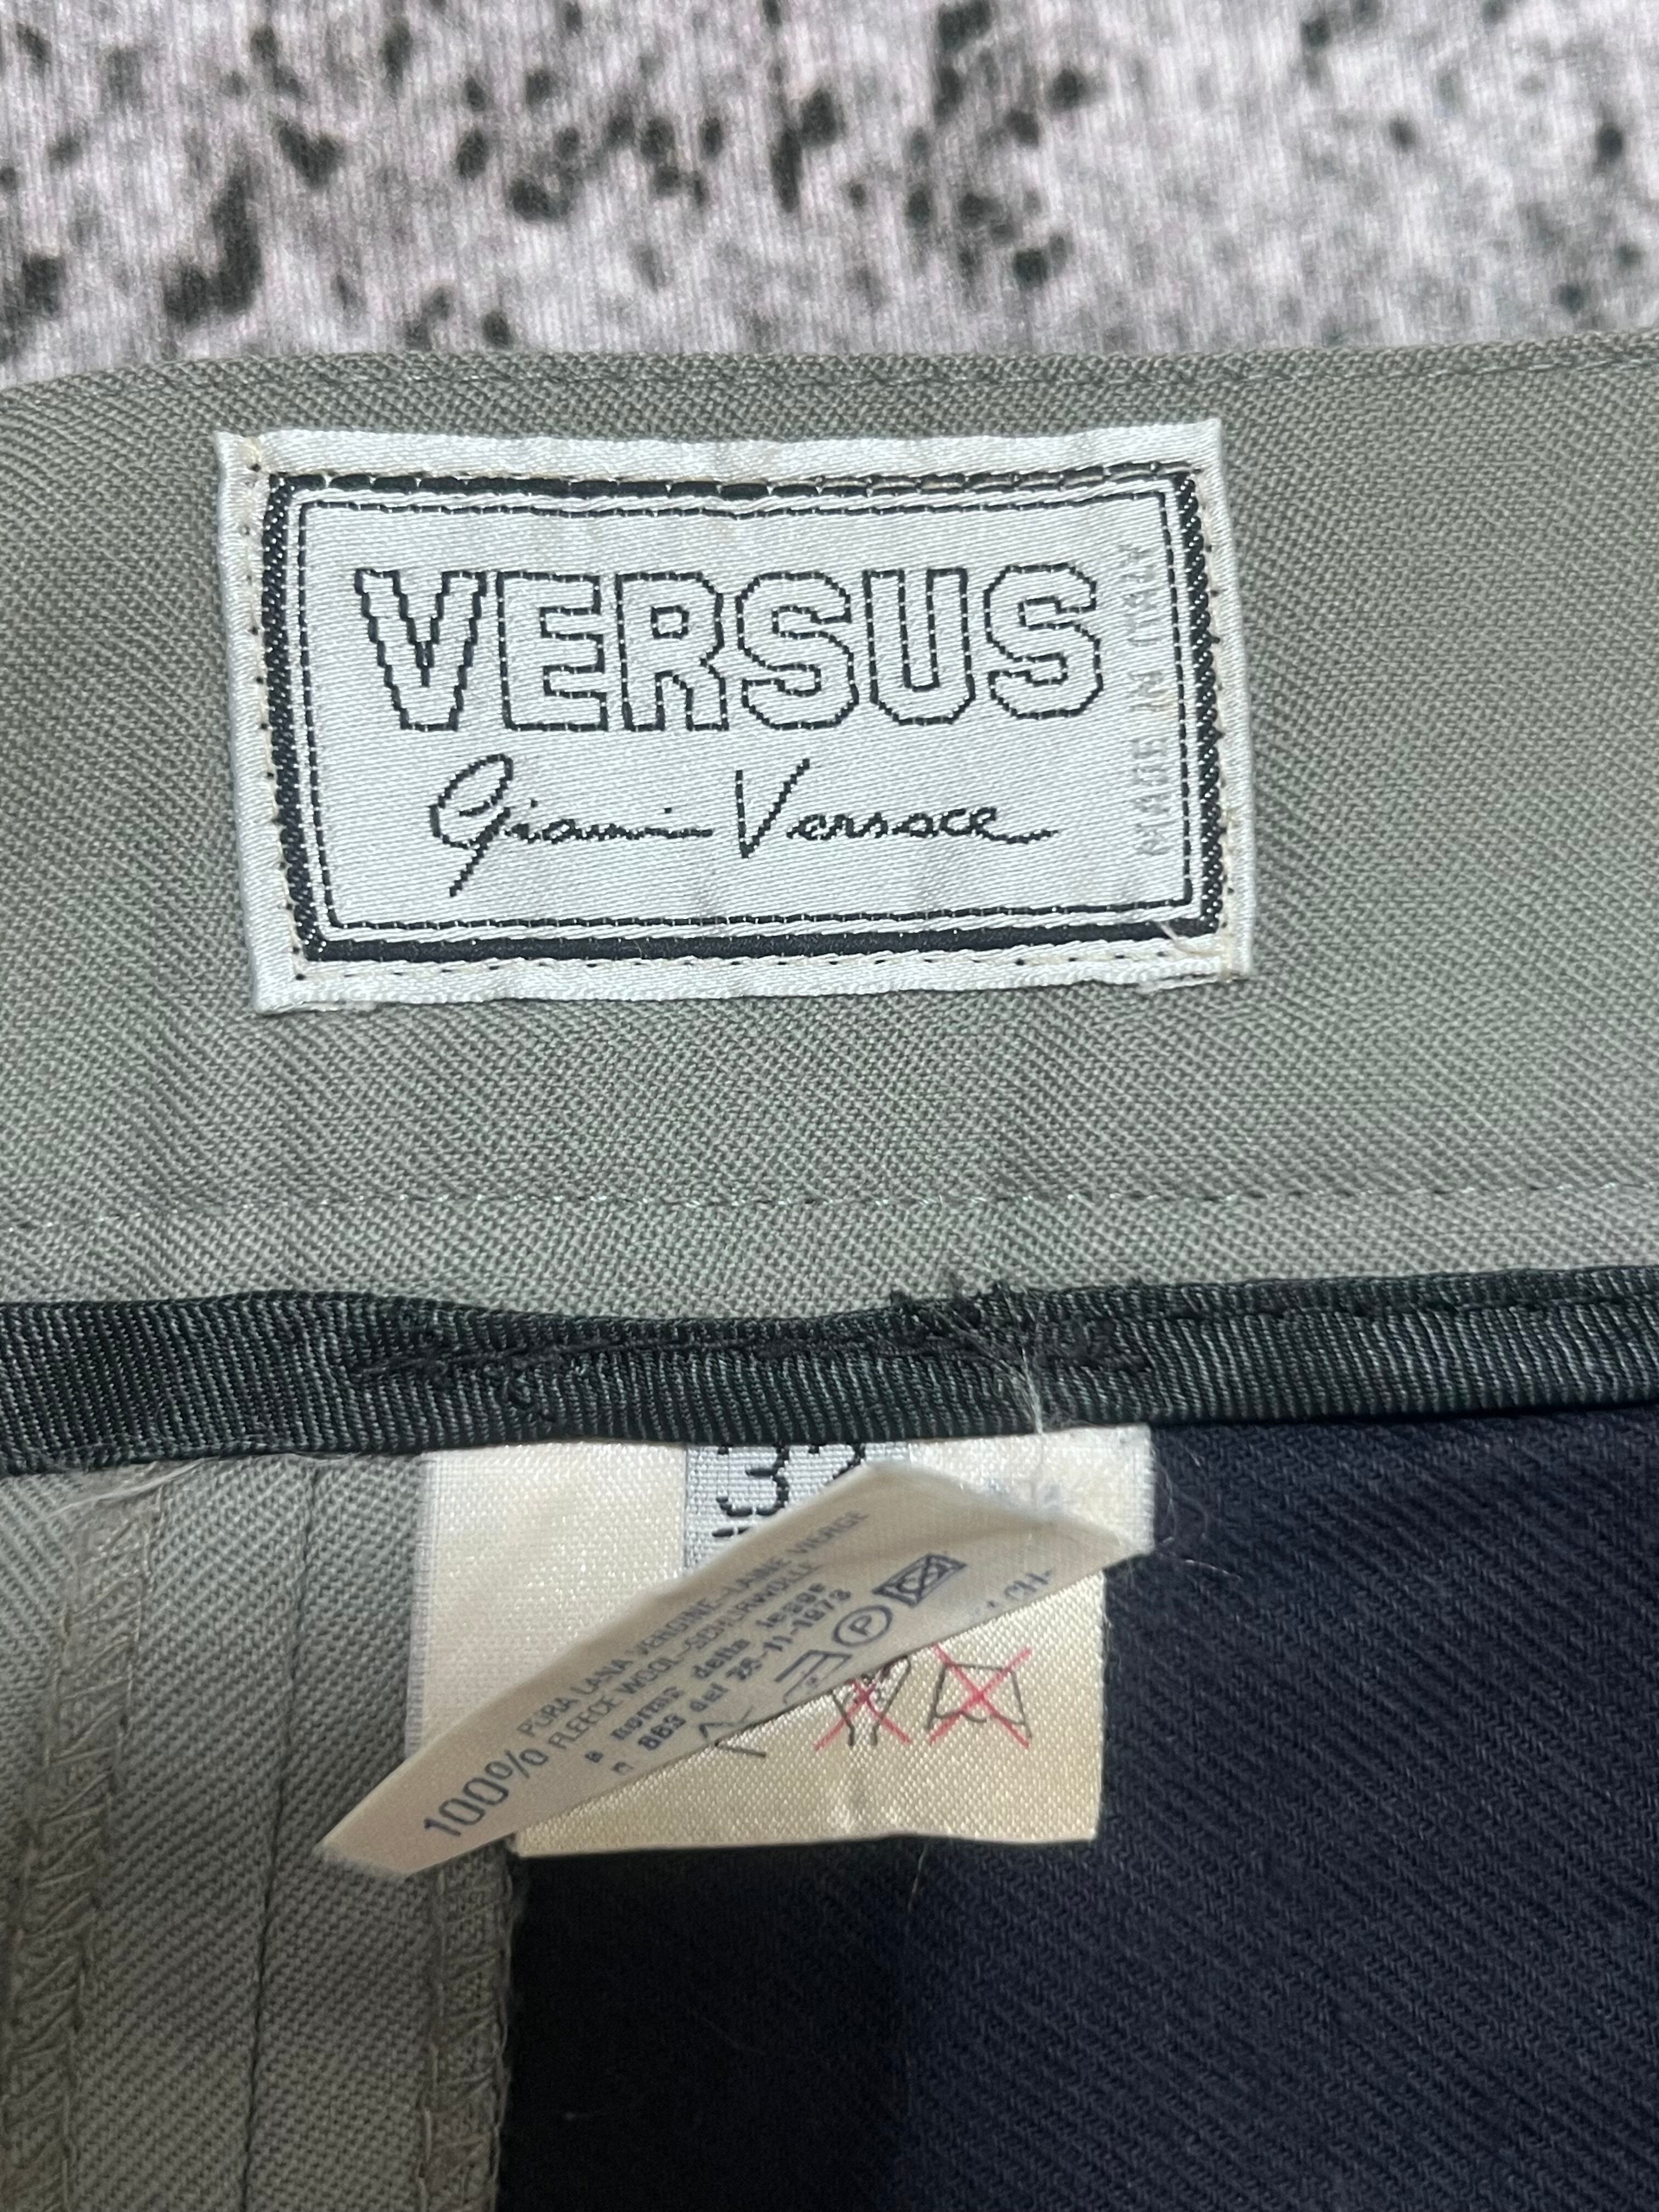 VERSUS
Gianni Versace
MADE IN ITALY
100% PURA LANA VERGINE-LAINE VIERGE
FLEECE WOOL-SCHURWOLLE
a norma della legge
n 883 del 26-11-1973
P